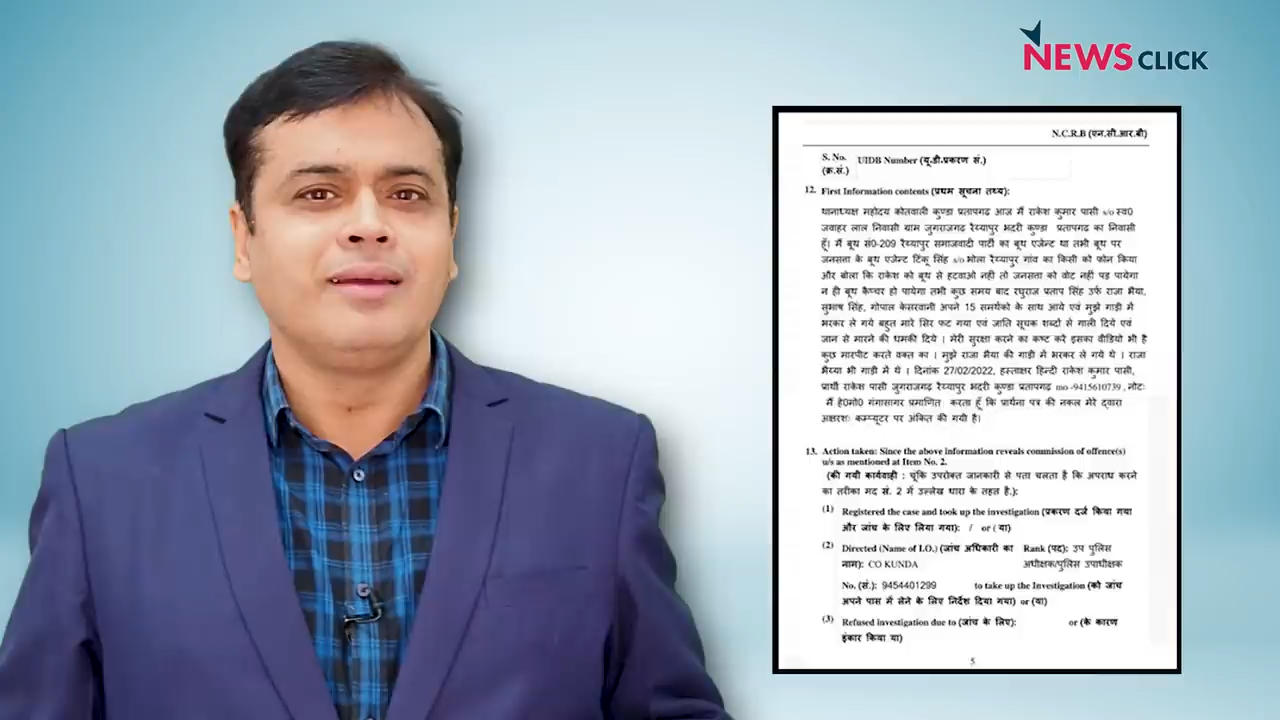 NEWSCLICK
N.C.R.B (एन.सी.आर.बी)
S. No. UIDB Number (यू.डी.प्रकरण सं.)
(क्र.सं.)
12. First Information contents (प्रथम सूचना तथ्य):
थानाध्यक्ष महोदय कोतवाली कुण्डा प्रतापगढ आज मैं राकेश कुमार पासी s/o स्व0
जवाहर लाल निवासी ग्राम जुगराजगढ रैय्यापुर भदरी कुण्डा प्रतापगढ का निवासी
हूँ। मैं बूथ सं0-209 रैय्यापुर समाजवादी पार्टी का बूथ एजेन्ट था तभी बूथ पर
जनसत्ता के बूथ एजेन्ट टिंकू सिंह s/o भोला रैय्यापुर गांव का किसी को फोन किया
और बोला कि राकेश को बूथ से हटवाओ नहीं तो जनसत्ता को वोट नहीं पड़ पायेगा
न ही बूथ कैप्चर हो पायेगा तभी कुछ समय बाद रघुराज प्रताप सिंह उर्फ राजा भैया,
सुभाष सिंह, गोपाल केसरवानी अपने 15 समर्थको के साथ आये एवं मुझे गाड़ी में
भरकर ले गये बहुत मारे सिर फट गया एवं जाति सूचक शब्दों से गाली दिये एवं
जान से मारने की धमकी दिये । मेरी सुरक्षा करने का कष्ट करें इसका वीडियो भी है
कुछ मारपीट करते वक्त का । मुझे राजा भैया की गाड़ी में भरकर ले गये थे । राजा
भैय्या भी गाड़ी में थे । दिनांक 27/02/2022, हस्ताक्षर हिन्दी राकेश कुमार पासी,
प्रार्थी राकेश पासी जुगराजगढ रैय्यापुर भदरी कुण्डा प्रतापगढ mo -9415610739 , नोटः
मैं हे0मो0 गंगासागर प्रमाणित करता हूँ कि प्रार्थना पत्र की नकल मेरे द्वारा
अक्षरशः कम्प्यूटर पर अंकित की गयी है।
13. Action taken: Since the above information reveals commission of offence(s)
u/s as mentioned at Item No. 2.
(की गयी कार्यवाही : चूंकि उपरोक्त जानकारी से पता चलता है कि अपराध करने
का तरीका मद सं. 2 में उल्लेख धारा के तहत है.):
(1) Registered the case and took up the investigation (प्रकरण दर्ज किया गया
और जांच के लिए लिया गया): / or ( या)
(2) Directed (Name of I.O.) (जांच अधिकारी का Rank (पद): उप पुलिस
नाम): CO KUNDA अधीक्षक/पुलिस उपाधीक्षक
No. (सं.): 9454401299 to take up the Investigation (को जांच
अपने पास में लेने के लिए निर्देश दिया गया) or (या)
(3) Refused investigation due to (जांच के लिए): or (के कारण
इंकार किया या)
5